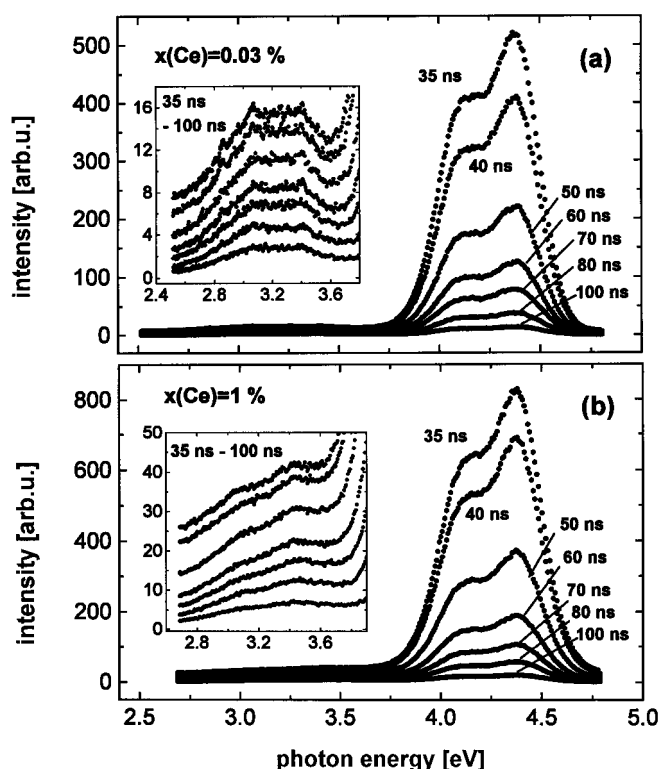 x(Ce)=0.03 %
(a)
35 ns
- 100 ns
16
12
8
4
0
2.4 2.8 3.2 3.6
500
400
300
200
100
0
intensity [arb.u.]
35 ns
40 ns
50 ns
60 ns
70 ns
80 ns
100 ns
x(Ce)=1 %
(b)
35 ns - 100 ns
50
40
30
20
10
0
2.8 3.2 3.6
800
600
400
200
0
intensity [arb.u.]
35 ns
40 ns
50 ns
60 ns
70 ns
80 ns
100 ns
2.5 3.0 3.5 4.0 4.5 5.0
photon energy [eV]